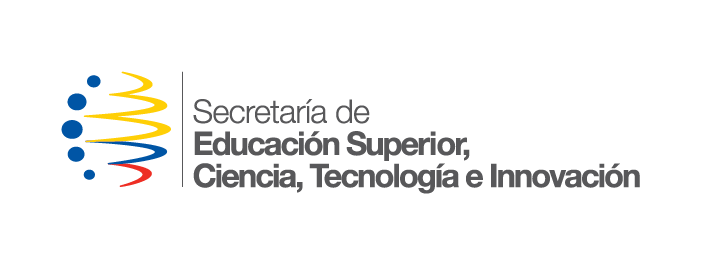 Secretaría de
Educación Superior,
Ciencia, Tecnología e Innovación